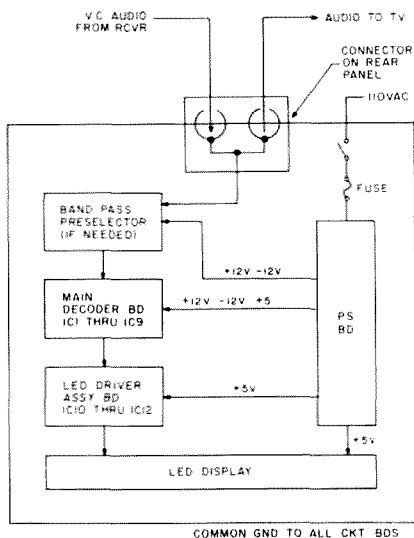 V.C. AUDIO
FROM RCVR
AUDIO TO TV
CONNECTOR
ON REAR
PANEL
110VAC
FUSE
BAND PASS
PRESELECTOR
(IF NEEDED)
+12V -12V
MAIN
DECODER BD
IC1 THRU IC9
+12V -12V +5
PS
BD
LED DRIVER
ASSY BD
IC10 THRU IC12
+5V
+5V
LED DISPLAY
COMMON GND TO ALL CKT BDS